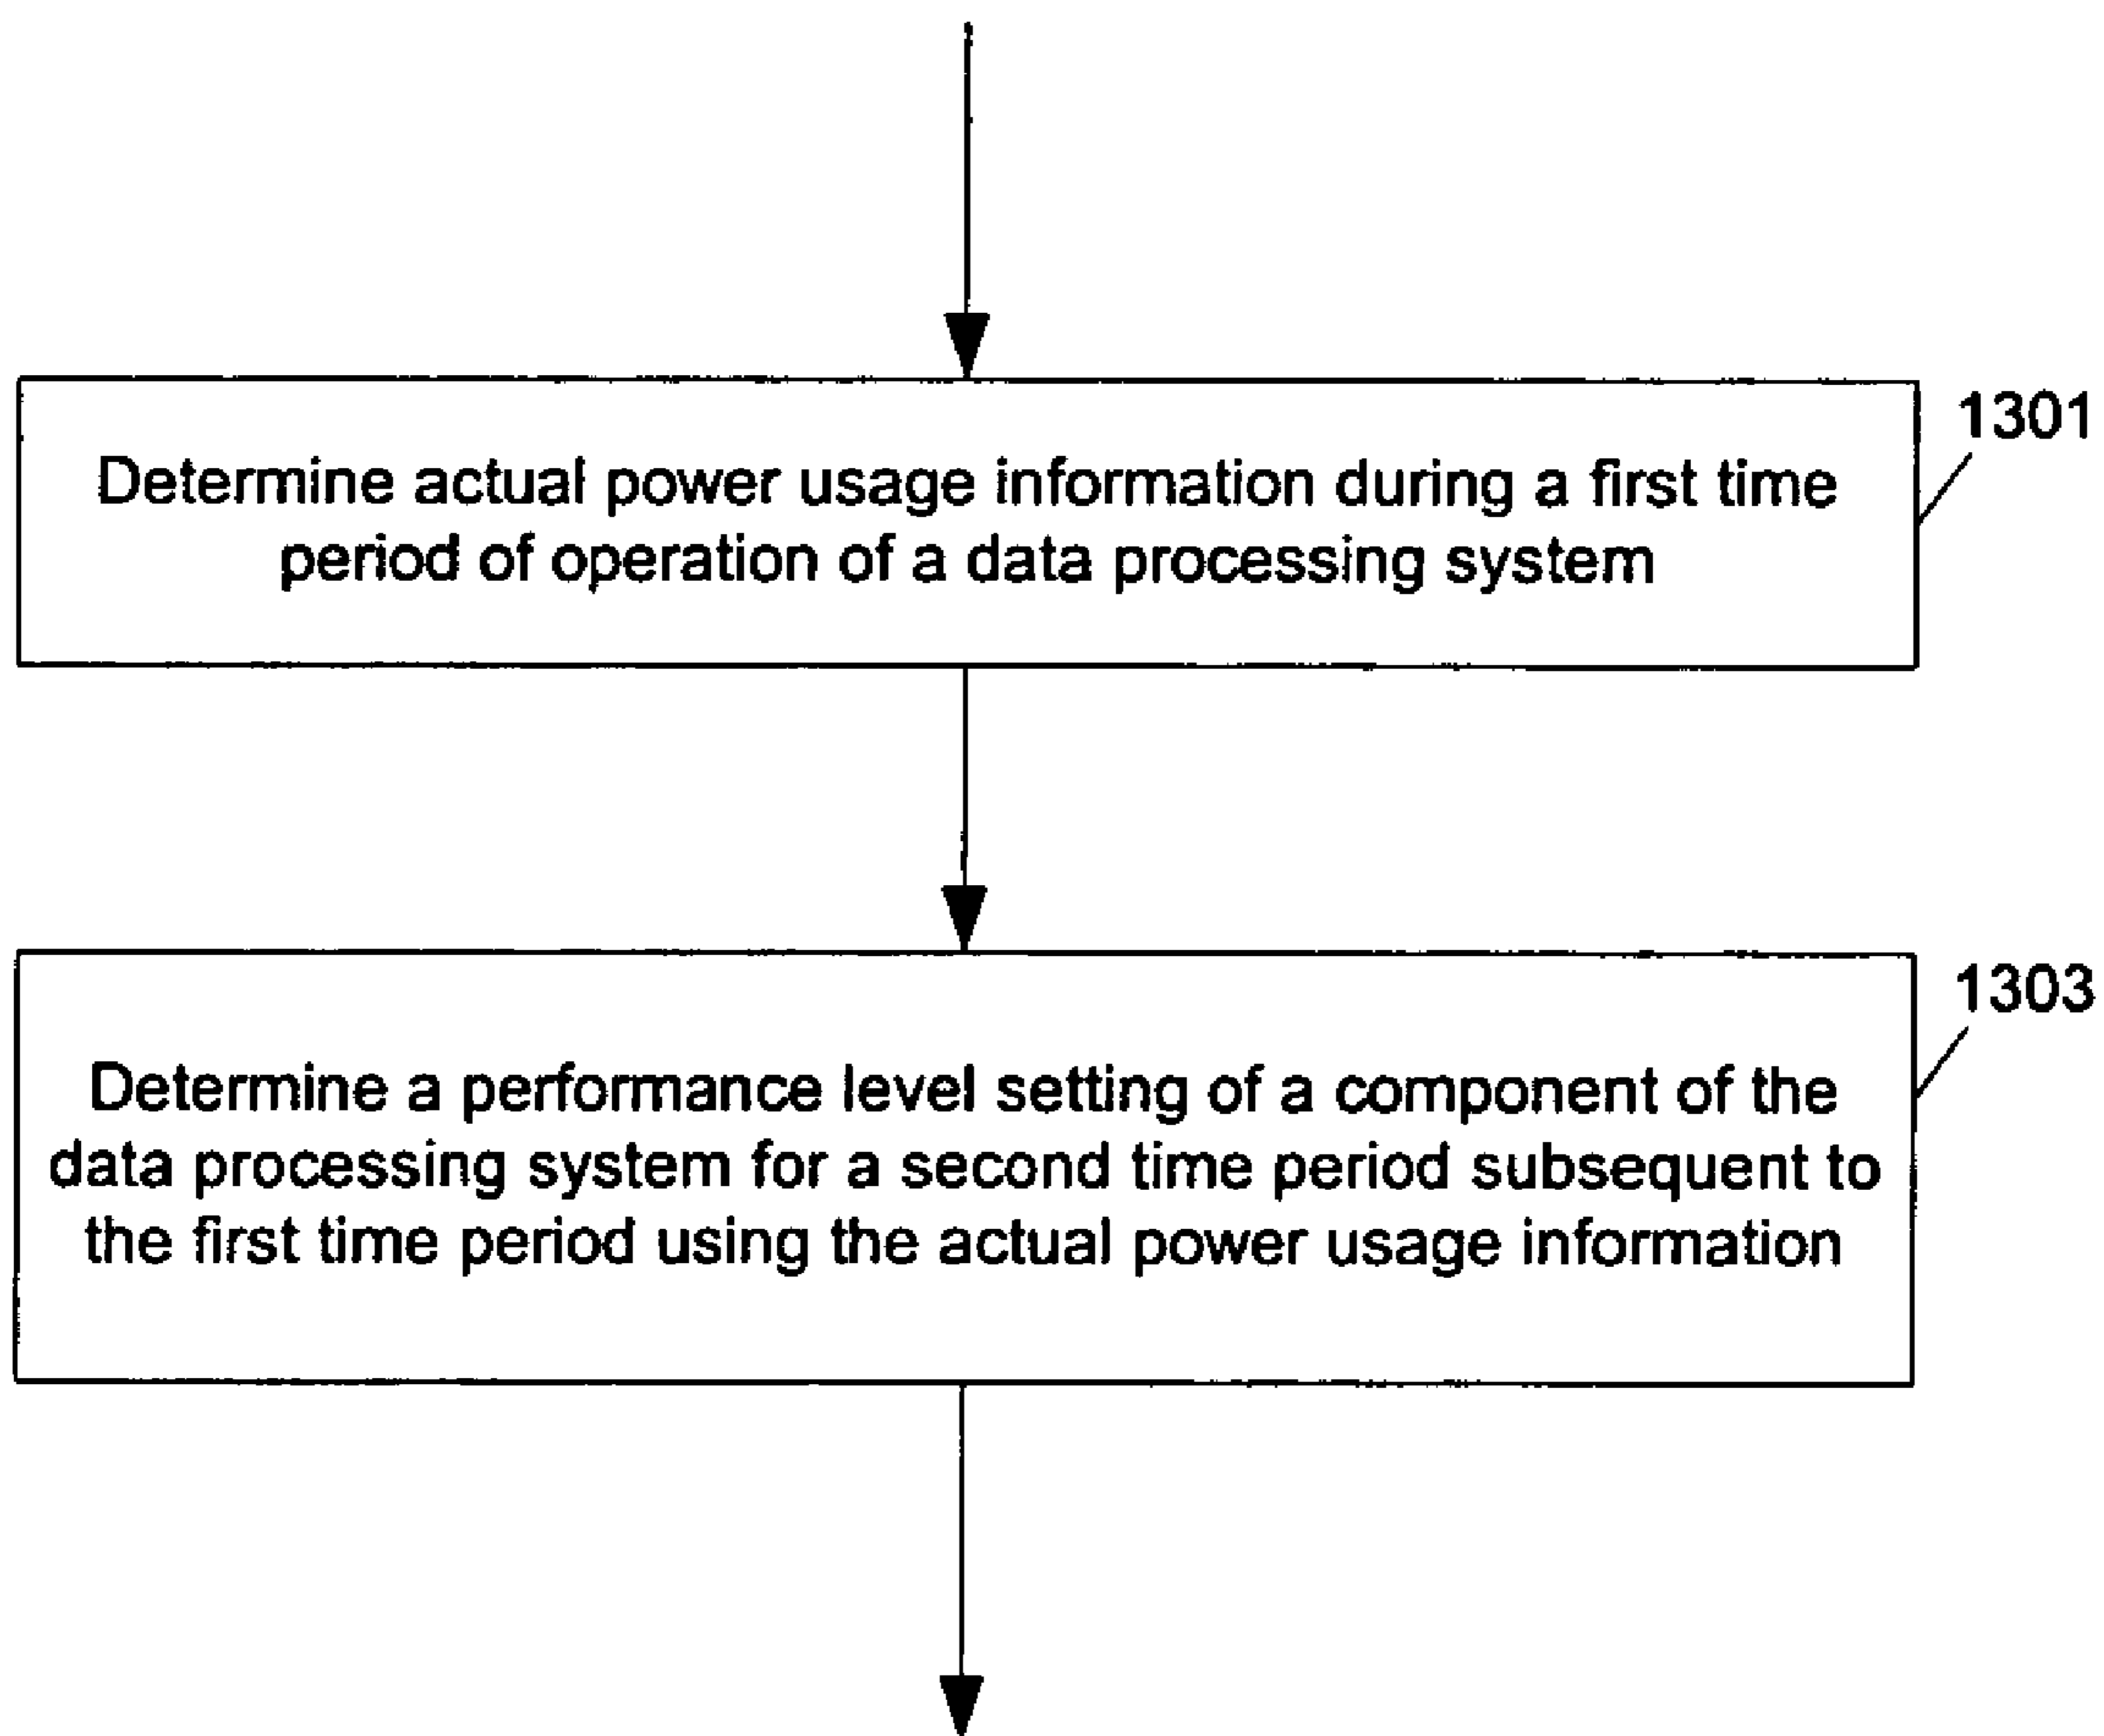 1301
Determine actual power usage information during a first time
period of operation of a data processing system
1303
Determine a performance level setting of a component of the
data processing system for a second time period subsequent to
the first time period using the actual power usage information